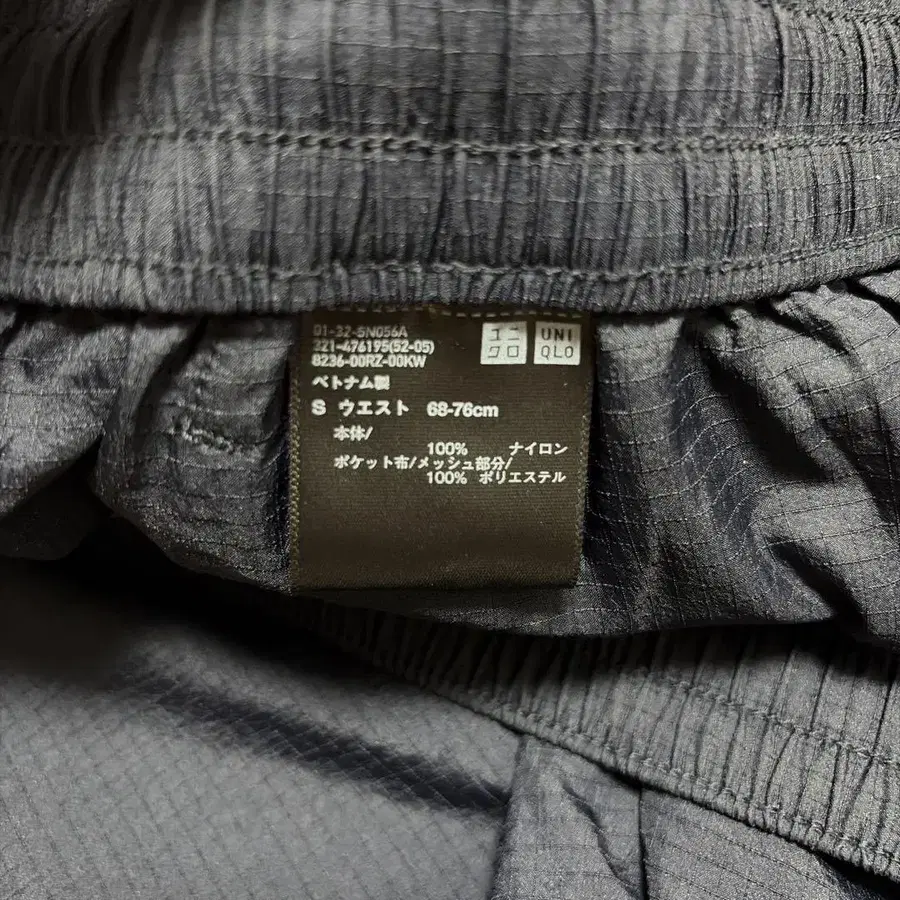 01-32-5N056A
321-476195(52-05)
8236-00RZ-00KW
ユニ
クロ
UNI
QLO
ベトナム製
S ウエスト 68-76cm
本体/
100% ナイロン
ポケット布/メッシュ部分/
100% ポリエステル